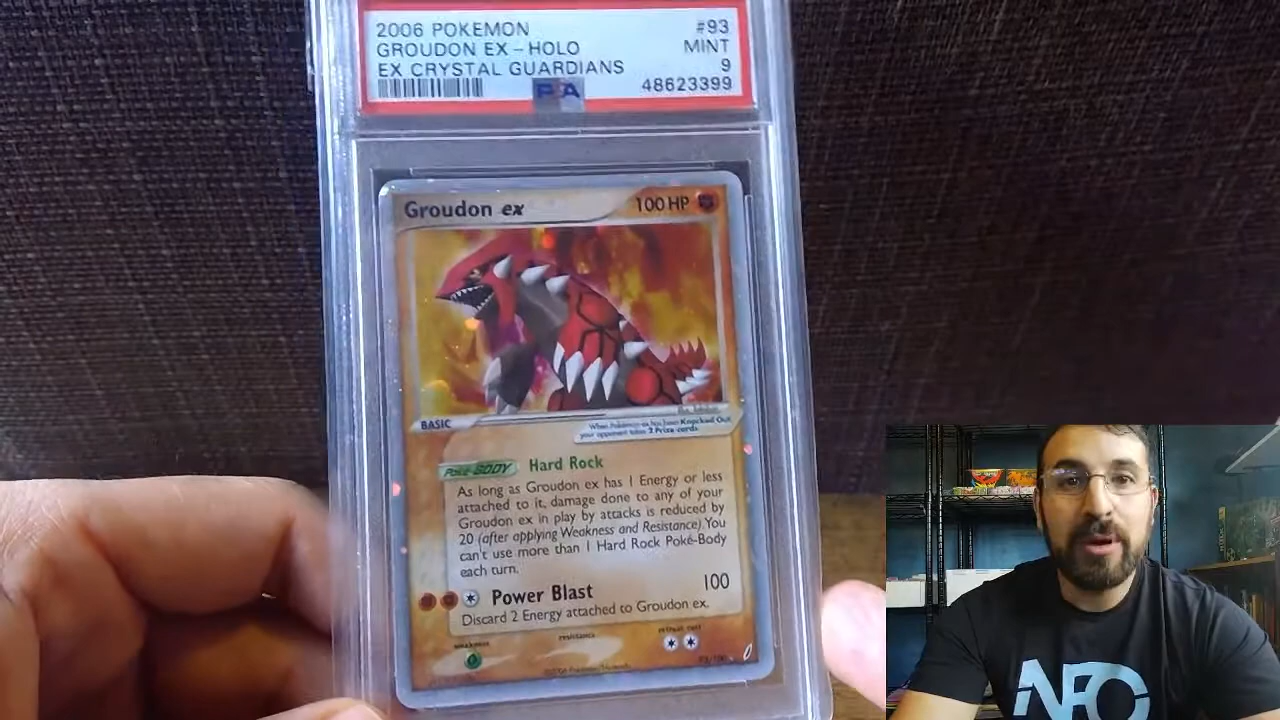 2006 POKEMON #93
GROUDON EX-HOLO MINT
EX CRYSTAL GUARDIANS 9
PSA 48623399
Groudon ex 100 HP
BASIC
When Pokémon-ex has been Knocked Out,
your opponent takes 2 Prize cards.
Poké-BODY Hard Rock
As long as Groudon ex has 1 Energy or less
attached to it, damage done to any of your
Groudon ex in play by attacks is reduced by
20 (after applying Weakness and Resistance). You
can't use more than 1 Hard Rock Poké-Body
each turn.
Power Blast 100
Discard 2 Energy attached to Groudon ex.
weakness resistance retreat cost